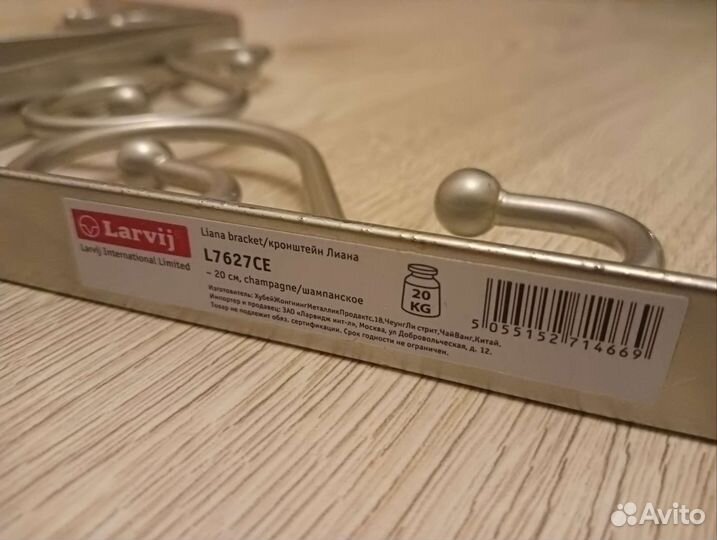 Larvij
Larvij International Limited
Liana bracket/кронштейн Лиана
L7627CE
– 20 см, champagne/шампанское
Изготовитель: ХубейЖонгнингМеталликПродактс,18,ЧеунгЛи стрит,ЧайВанг,Китай.
Импортер и продавец: ЗАО «Ларвидж инт-л», Москва, ул Добровольческая, д. 12.
Товар не подлежит обяз. сертификации. Срок годности не ограничен.
20
KG
5 055152 714669
Avito